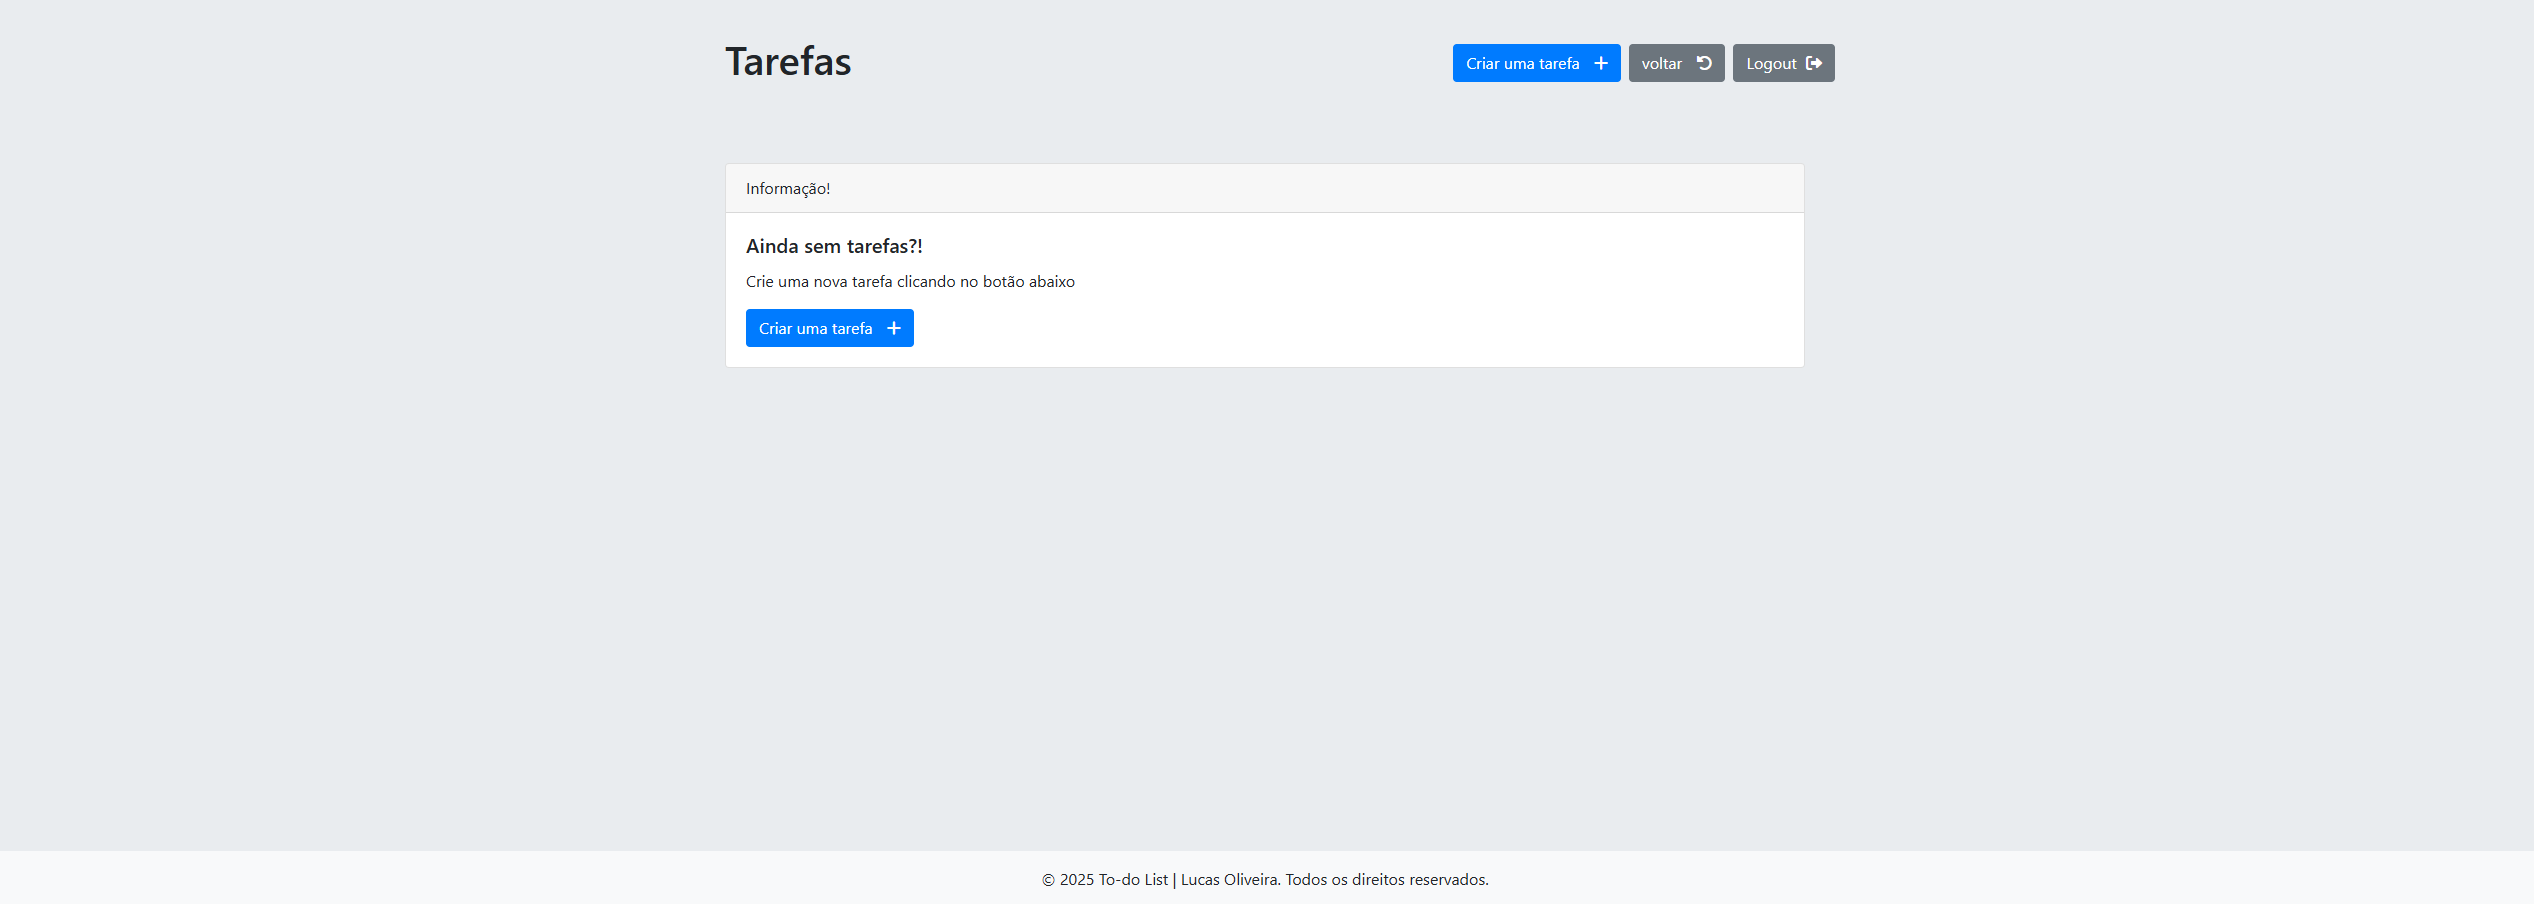 Tarefas
Criar uma tarefa
voltar
Logout
Informação!
Ainda sem tarefas?!
Crie uma nova tarefa clicando no botão abaixo
Criar uma tarefa
© 2025 To-do List | Lucas Oliveira. Todos os direitos reservados.